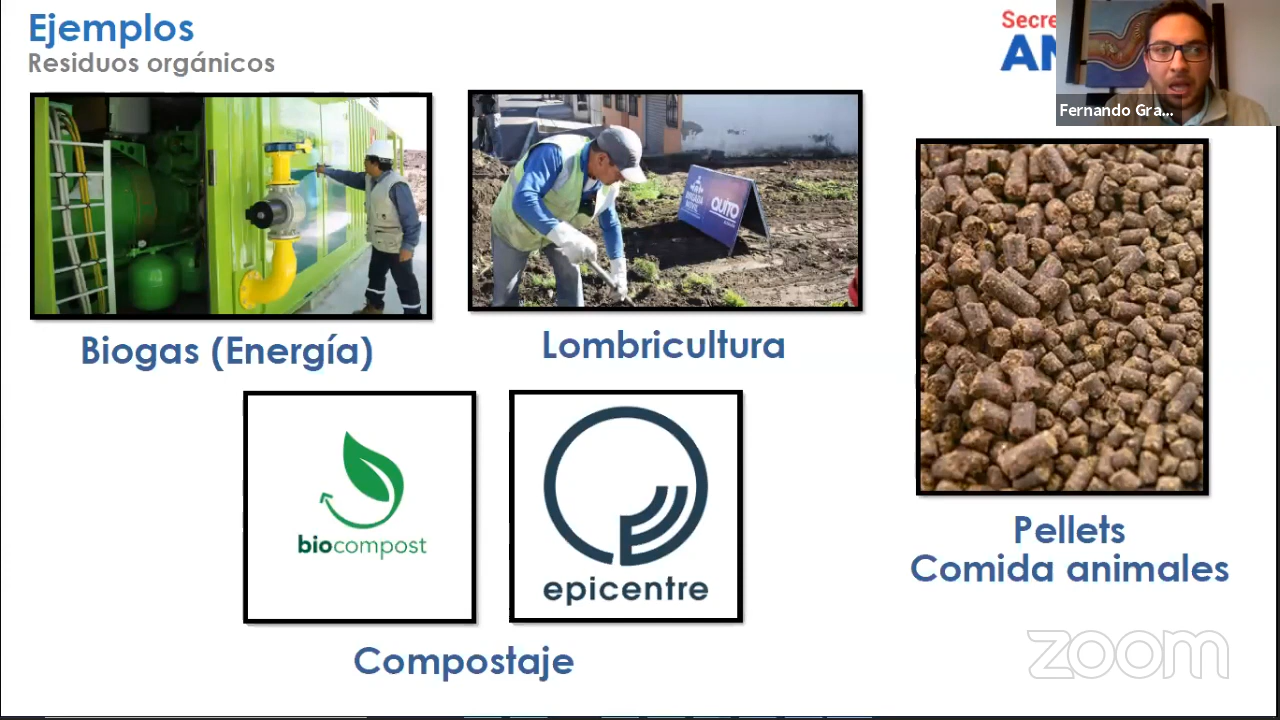 Ejemplos
Residuos orgánicos
Secre
AN
Fernando Gra...
QUITO
Biogas (Energía)
Lombricultura
biocompost
epicentre
Pellets
Comida animales
Compostaje
zoom